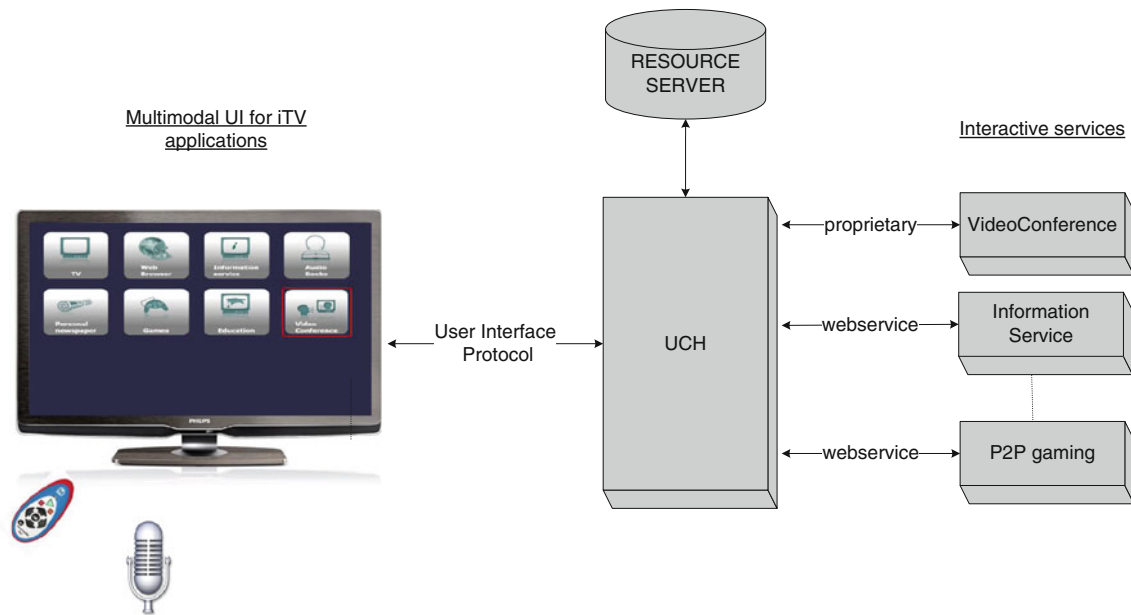 RESOURCE
SERVER
Multimodal UI for iTV
applications
Interactive services
TV
Web
Browser
Information
service
Audio
Books
Personal
newspaper
Games
Education
Video
Conference
PHILIPS
User Interface
Protocol
UCH
proprietary
VideoConference
webservice
Information
Service
webservice
P2P gaming